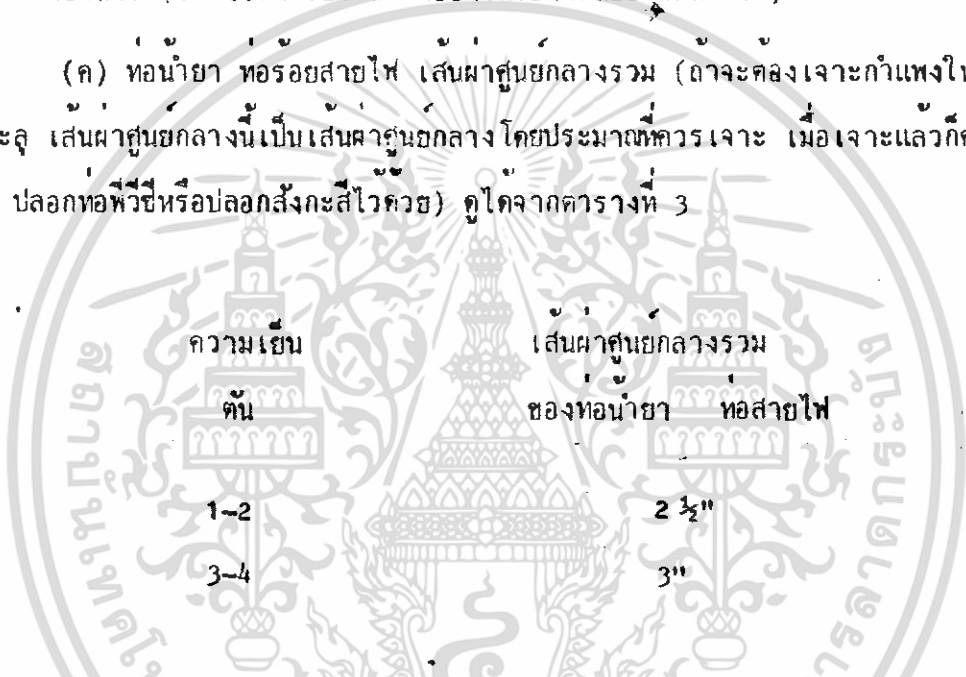 (ค) ท่อน้ำยา ท่อร้อยสายไฟ เส้นผ่าศูนย์กลางรวม (ถ้าจะต้องเจาะกำแพงให้
ะลุ เส้นผ่าศูนย์กลางนี้เป็นเส้นผ่าศูนย์กลางโดยประมาณที่ควรเจาะ เมื่อเจาะแล้วก็
ปลอกท่อพีวีซีหรือปลอกสังกะสีไว้ด้วย) ดูได้จากตารางที่ 3
ความเย็น เส้นผ่าศูนย์กลางรวม
ตัน ของท่อน้ำยา ท่อสายไฟ
1-2 2 ½"
3-4 3"